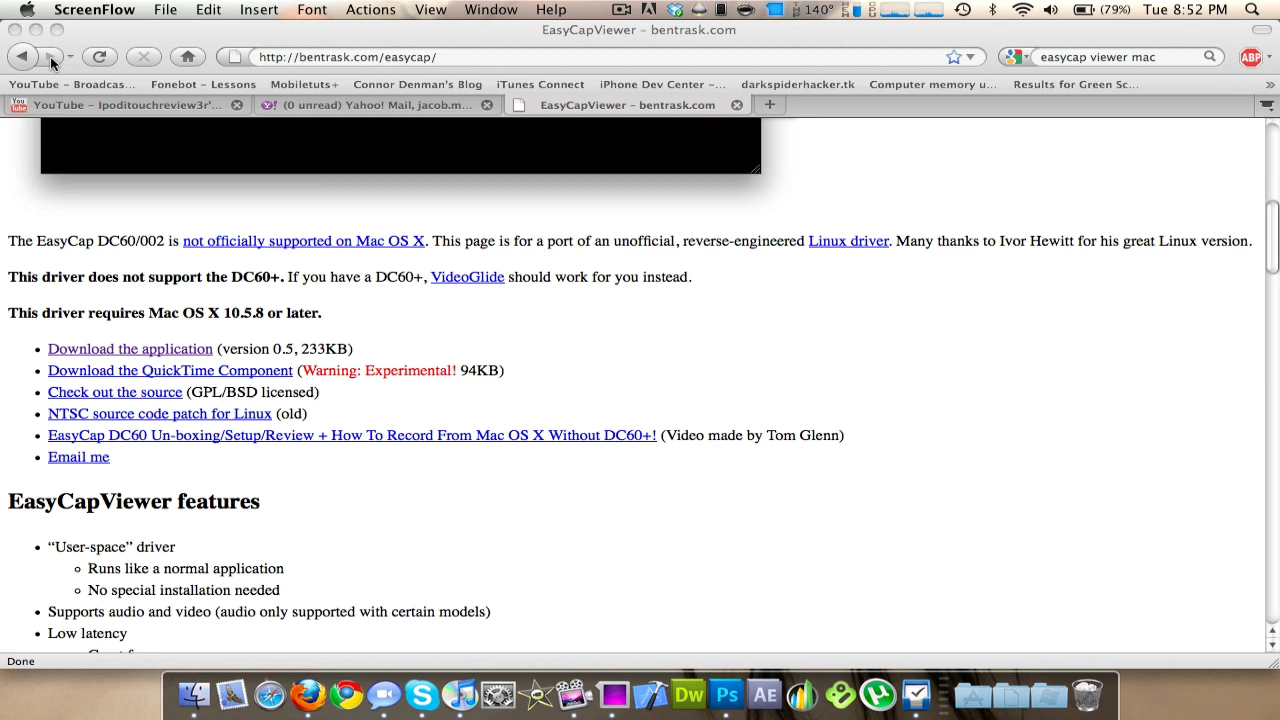 ScreenFlow File Edit Insert Font Actions View Window Help 140° (79%) Tue 8:52 PM
EasyCapViewer – bentrask.com
http://bentrask.com/easycap/ easycap viewer mac ABP
YouTube – Broadcas... Fonebot – Lessons Mobiletuts+ Connor Denman's Blog iTunes Connect iPhone Dev Center –... darkspiderhacker.tk Computer memory u... Results for Green Sc... »
YouTube – Ipoditouchreview3r'... (0 unread) Yahoo! Mail, jacobh... EasyCapViewer – bentrask.com
The EasyCap DC60/002 is not officially supported on Mac OS X. This page is for a port of an unofficial, reverse-engineered Linux driver. Many thanks to Ivor Hewitt for his great Linux version.
This driver does not support the DC60+. If you have a DC60+, VideoGlide should work for you instead.
This driver requires Mac OS X 10.5.8 or later.
• Download the application (version 0.5, 233KB)
• Download the QuickTime Component (Warning: Experimental! 94KB)
• Check out the source (GPL/BSD licensed)
• NTSC source code patch for Linux (old)
• EasyCap DC60 Un-boxing/Setup/Review + How To Record From Mac OS X Without DC60+! (Video made by Tom Glenn)
• Email me
EasyCapViewer features
• “User-space” driver
◦ Runs like a normal application
◦ No special installation needed
• Supports audio and video (audio only supported with certain models)
• Low latency
Done
Dw Ps AE